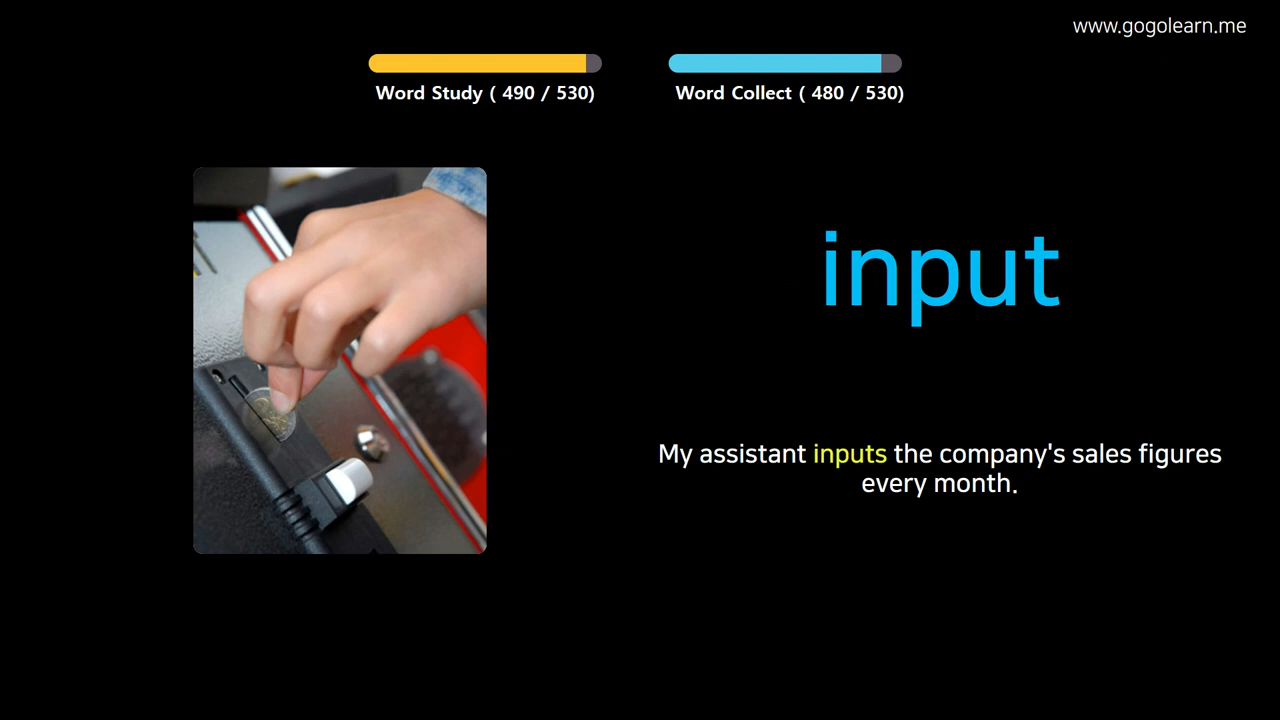 www.gogolearn.me
Word Study ( 490 / 530)
Word Collect ( 480 / 530)
input
My assistant inputs the company's sales figures
every month.